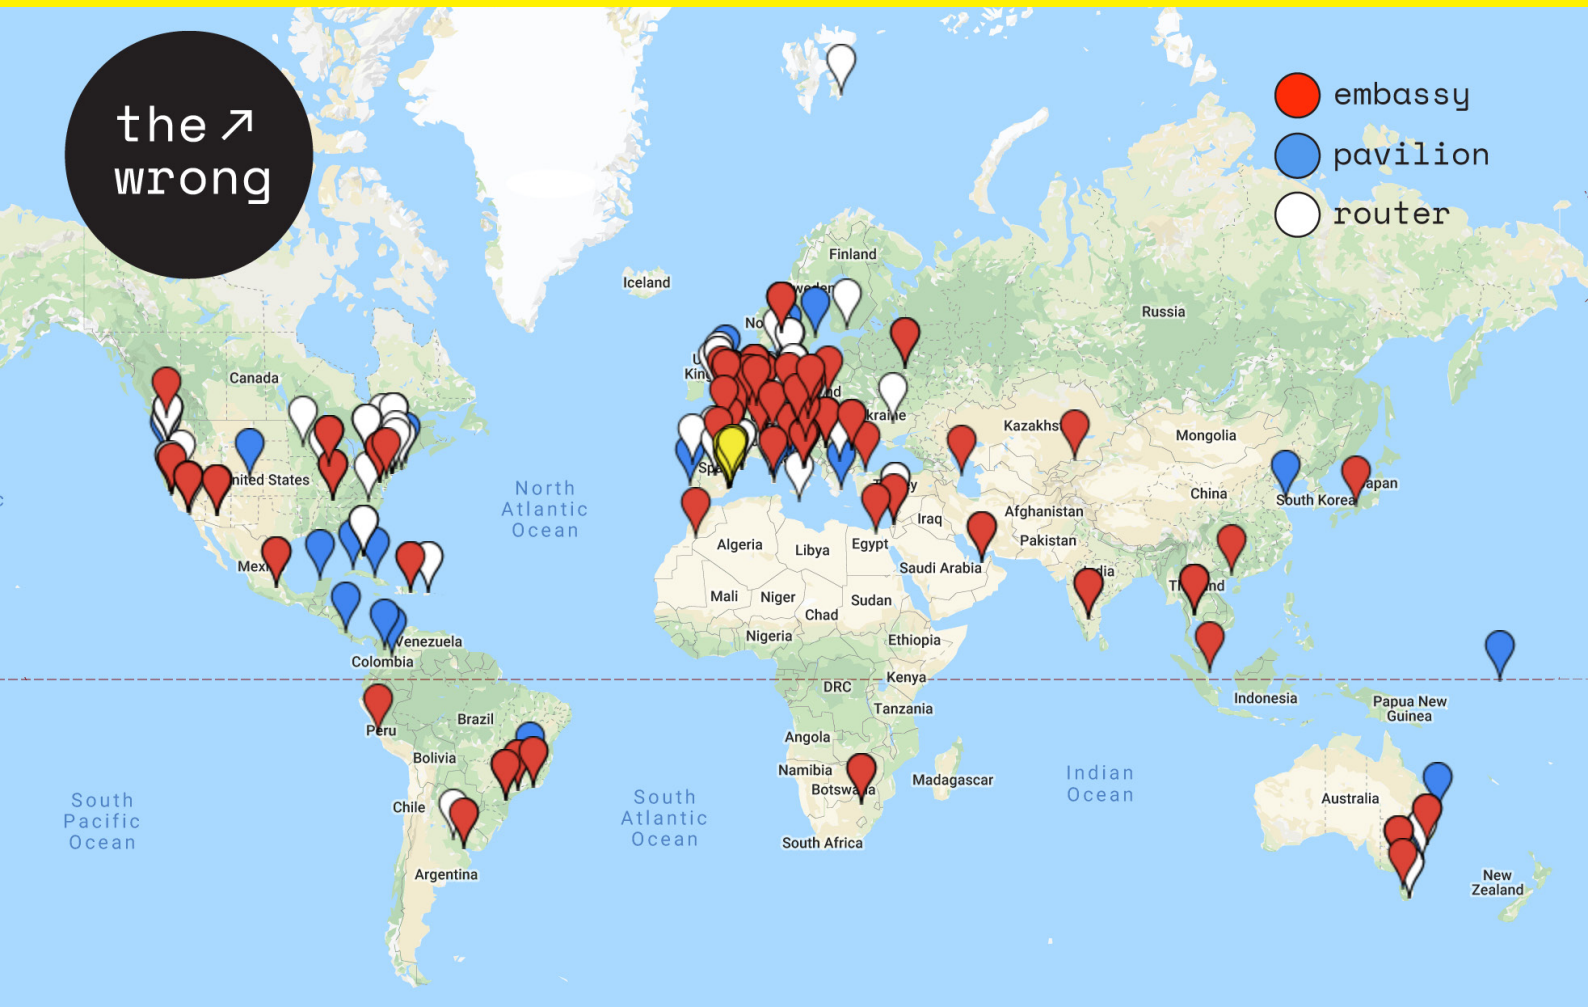 the ↗
wrong
embassy
pavilion
router
Finland
Iceland
Russia
Canada
Mongolia
United States
North
Atlantic
Ocean
China
South Korea
Iraq
Afghanistan
Algeria
Libya
Egypt
Pakistan
Saudi Arabia
Mali
Niger
Chad
Sudan
Nigeria
Ethiopia
Venezuela
Colombia
DRC
Kenya
Indonesia
Papua New
Guinea
Tanzania
Brazil
Peru
Angola
Bolivia
Namibia
Botswana
Madagascar
Indian
Ocean
Australia
Chile
South
Pacific
Ocean
South
Atlantic
Ocean
South Africa
Argentina
New
Zealand